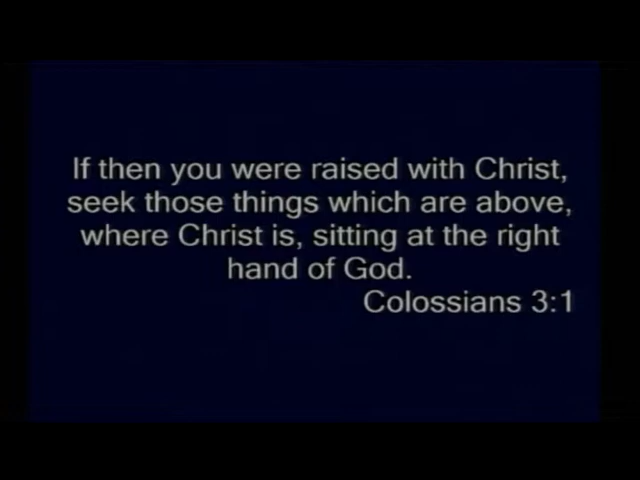 If then you were raised with Christ,
seek those things which are above,
where Christ is, sitting at the right
hand of God.
Colossians 3:1